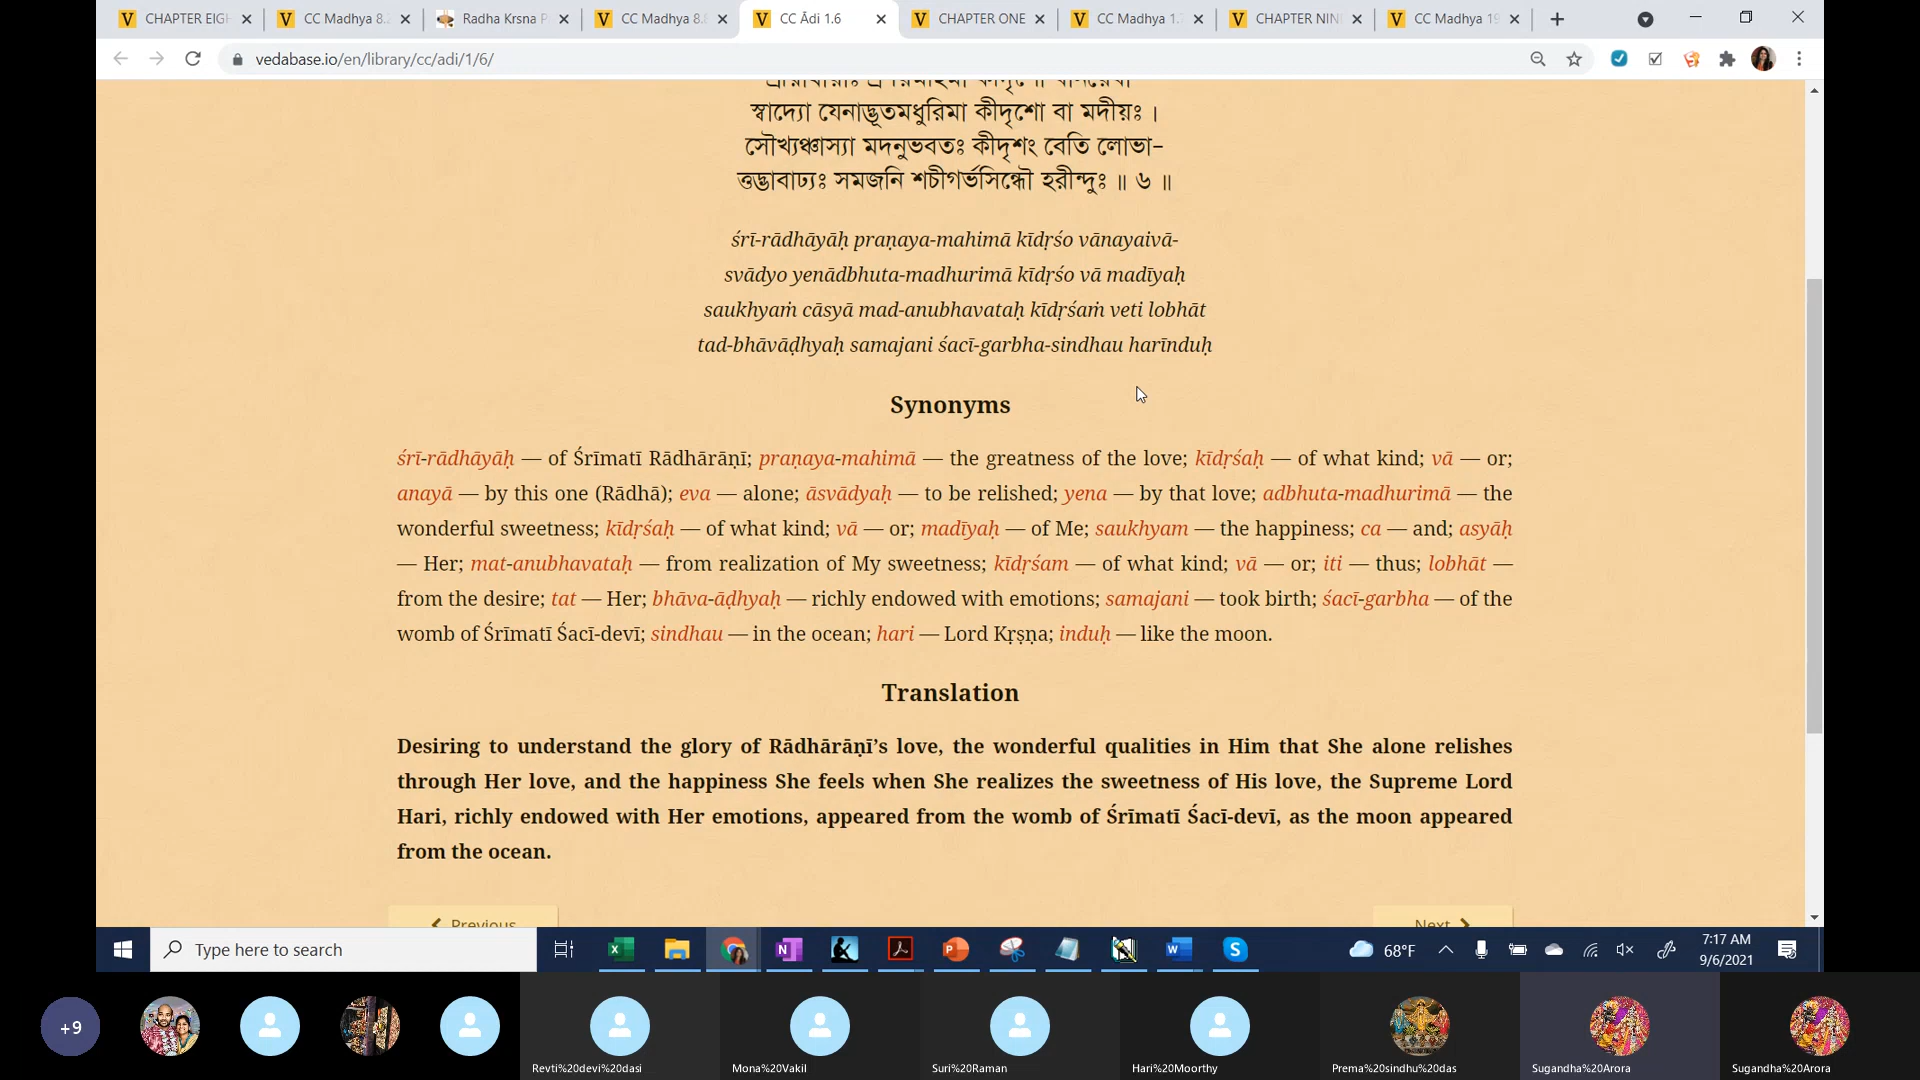 CHAPTER EIGH
CC Madhya 8.
Radha Krsna P
CC Madhya 8.
CC Ādi 1.6
CHAPTER ONE
CC Madhya 1.
CHAPTER NIN
CC Madhya 19
vedabase.io/en/library/cc/adi/1/6/
স্বাদ্যো যেনাদ্ভুতমধুরিমা কীদৃশো বা মদীয়ঃ ।
সৌখ্যঞ্চাস্যা মদনুভবতঃ কীদৃশং বেতি লোভা-
ত্তদ্ভাবাঢ্যঃ সমজনি শচীগর্ভসিন্ধৌ হরীন্দুঃ ॥ ৬ ॥
śrī-rādhāyāḥ praṇaya-mahimā kīdṛśo vānayaivā-
svādyo yenādbhuta-madhurimā kīdṛśo vā madīyaḥ
saukhyaṁ cāsyā mad-anubhavataḥ kīdṛśaṁ veti lobhāt
tad-bhāvāḍhyaḥ samajani śacī-garbha-sindhau harīnduḥ
Synonyms
śrī-rādhāyāḥ — of Śrīmatī Rādhārāṇī; praṇaya-mahimā — the greatness of the love; kīdṛśaḥ — of what kind; vā — or;
anayā — by this one (Rādhā); eva — alone; āsvādyaḥ — to be relished; yena — by that love; adbhuta-madhurimā — the
wonderful sweetness; kīdṛśaḥ — of what kind; vā — or; madīyaḥ — of Me; saukhyam — the happiness; ca — and; asyāḥ
— Her; mat-anubhavataḥ — from realization of My sweetness; kīdṛśam — of what kind; vā — or; iti — thus; lobhāt —
from the desire; tat — Her; bhāva-āḍhyaḥ — richly endowed with emotions; samajani — took birth; śacī-garbha — of the
womb of Śrīmatī Śacī-devī; sindhau — in the ocean; hari — Lord Kṛṣṇa; induḥ — like the moon.
Translation
Desiring to understand the glory of Rādhārāṇī’s love, the wonderful qualities in Him that She alone relishes
through Her love, and the happiness She feels when She realizes the sweetness of His love, the Supreme Lord
Hari, richly endowed with Her emotions, appeared from the womb of Śrīmatī Śacī-devī, as the moon appeared
from the ocean.
Previous
Next
Type here to search
68°F
7:17 AM
9/6/2021
+9
Revti%20devi%20dasi
Mona%20Vakil
Suri%20Raman
Hari%20Moorthy
Prema%20sindhu%20das
Sugandha%20Arora
Sugandha%20Arora